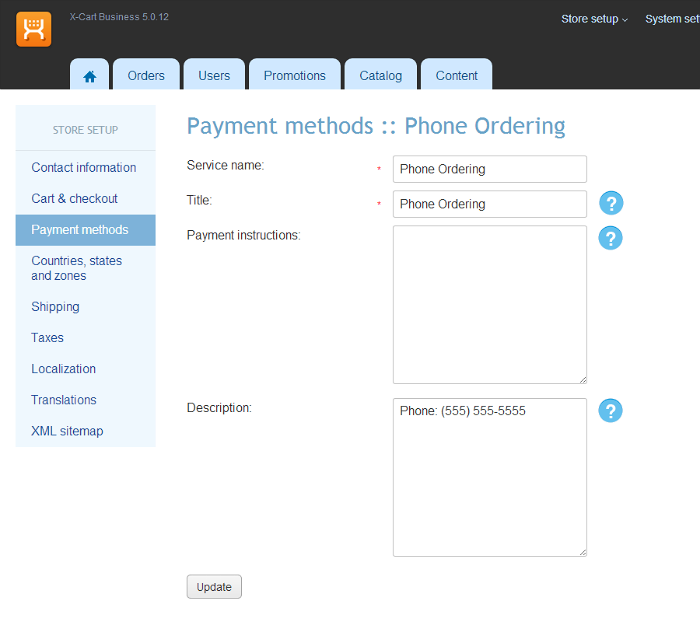 X-Cart Business 5.0.12
Store setup
System set
Orders
Users
Promotions
Catalog
Content
STORE SETUP
Contact information
Cart & checkout
Payment methods
Countries, states
and zones
Shipping
Taxes
Localization
Translations
XML sitemap
Payment methods :: Phone Ordering
Service name:
*
Phone Ordering
Title:
*
Phone Ordering
?
Payment instructions:
?
Description:
Phone: (555) 555-5555
?
Update